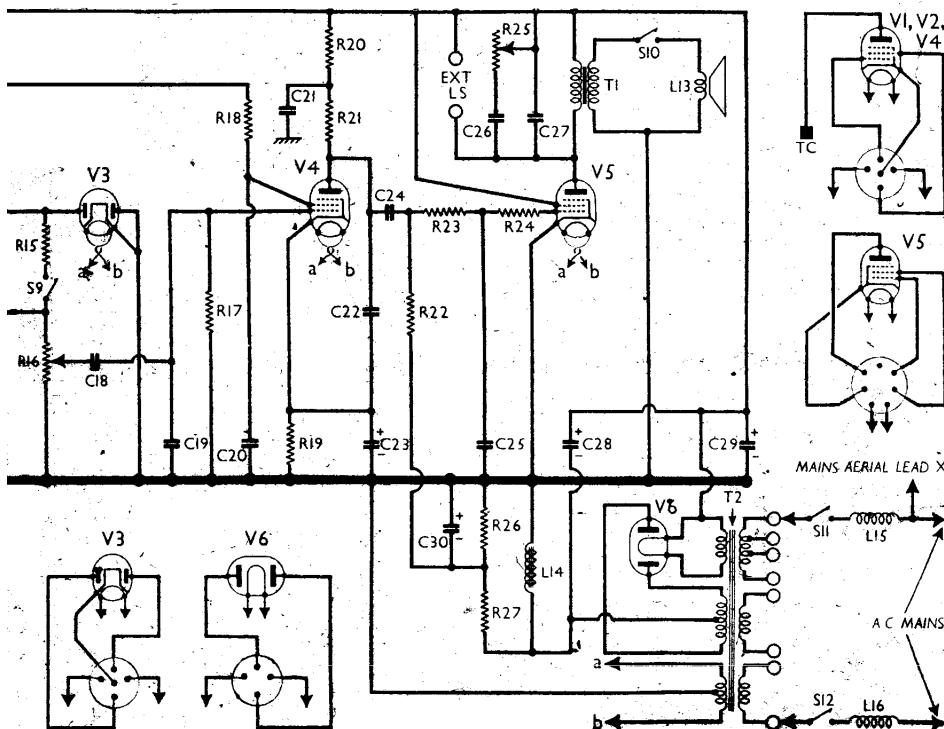 R20
R25
S10
V1, V2,
V4
EXT
LS
T1
L13
C21
R18
R21
C26
C27
TC
V3
V4
V5
C24
V5
R15
a
b
R23
R24
a
b
a
b
S9
R17
C22
R22
R16
C18
C19
C20
R19
+
C23
-
C25
+
C28
-
+
C29
-
MAINS AERIAL LEAD X
V6
T2
S11
L15
V3
V6
+
C30
-
R26
L14
R27
A C MAINS
a
S12
L16
b